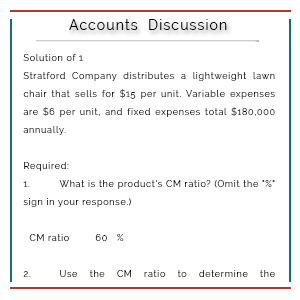 Accounts Discussion
Solution of 1
Stratford Company distributes a lightweight lawn
chair that sells for $15 per unit. Variable expenses
are $6 per unit, and fixed expenses total $180,000
annually.
Required:
1. What is the product's CM ratio? (Omit the "%"
sign in your response.)
CM ratio 60 %
2. Use the CM ratio to determine the